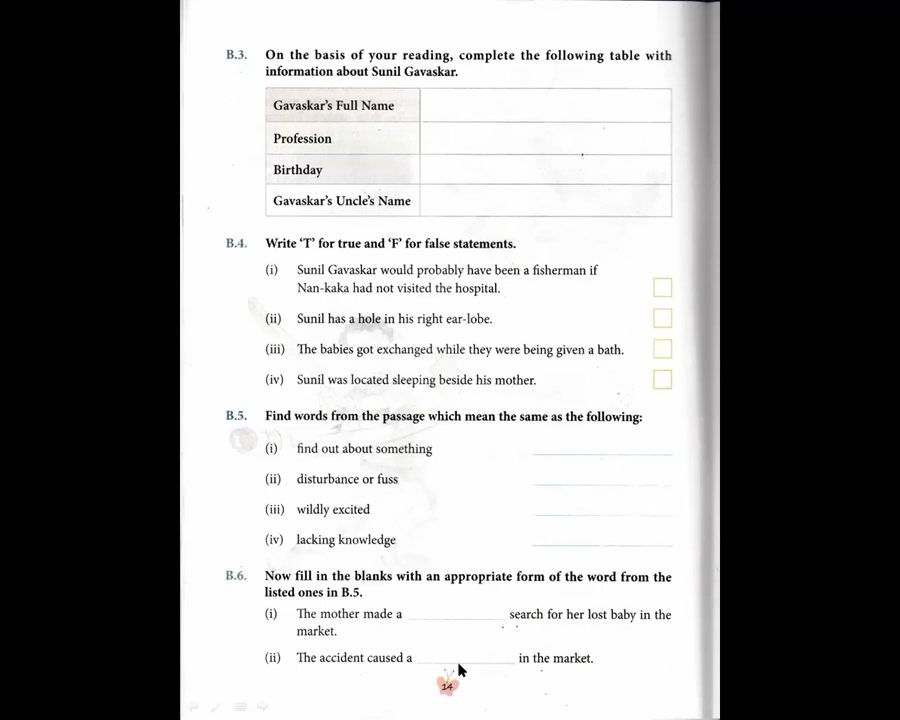 B.3. On the basis of your reading, complete the following table with
information about Sunil Gavaskar.
Gavaskar's Full Name
Profession
Birthday
Gavaskar's Uncle's Name
B.4. Write 'T' for true and 'F' for false statements.
(i) Sunil Gavaskar would probably have been a fisherman if
Nan-kaka had not visited the hospital.
(ii) Sunil has a hole in his right ear-lobe.
(iii) The babies got exchanged while they were being given a bath.
(iv) Sunil was located sleeping beside his mother.
B.5. Find words from the passage which mean the same as the following:
(i) find out about something
(ii) disturbance or fuss
(iii) wildly excited
(iv) lacking knowledge
B.6. Now fill in the blanks with an appropriate form of the word from the
listed ones in B.5.
(i) The mother made a search for her lost baby in the
market.
(ii) The accident caused a in the market.
14